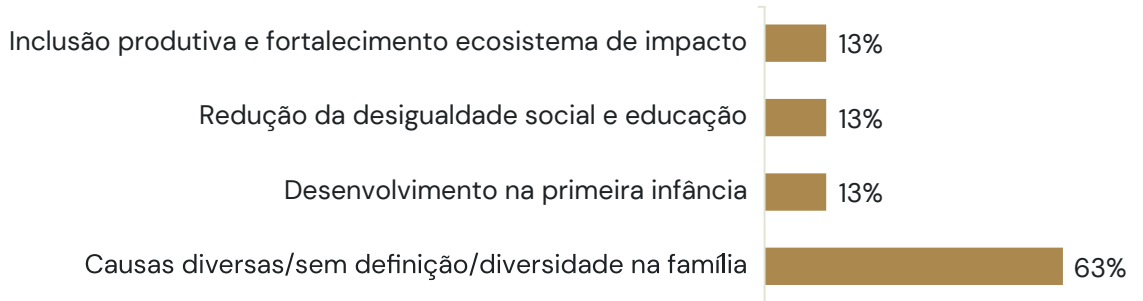 Inclusão produtiva e fortalecimento ecosistema de impacto 13%
Redução da desigualdade social e educação 13%
Desenvolvimento na primeira infância 13%
Causas diversas/sem definição/diversidade na família 63%